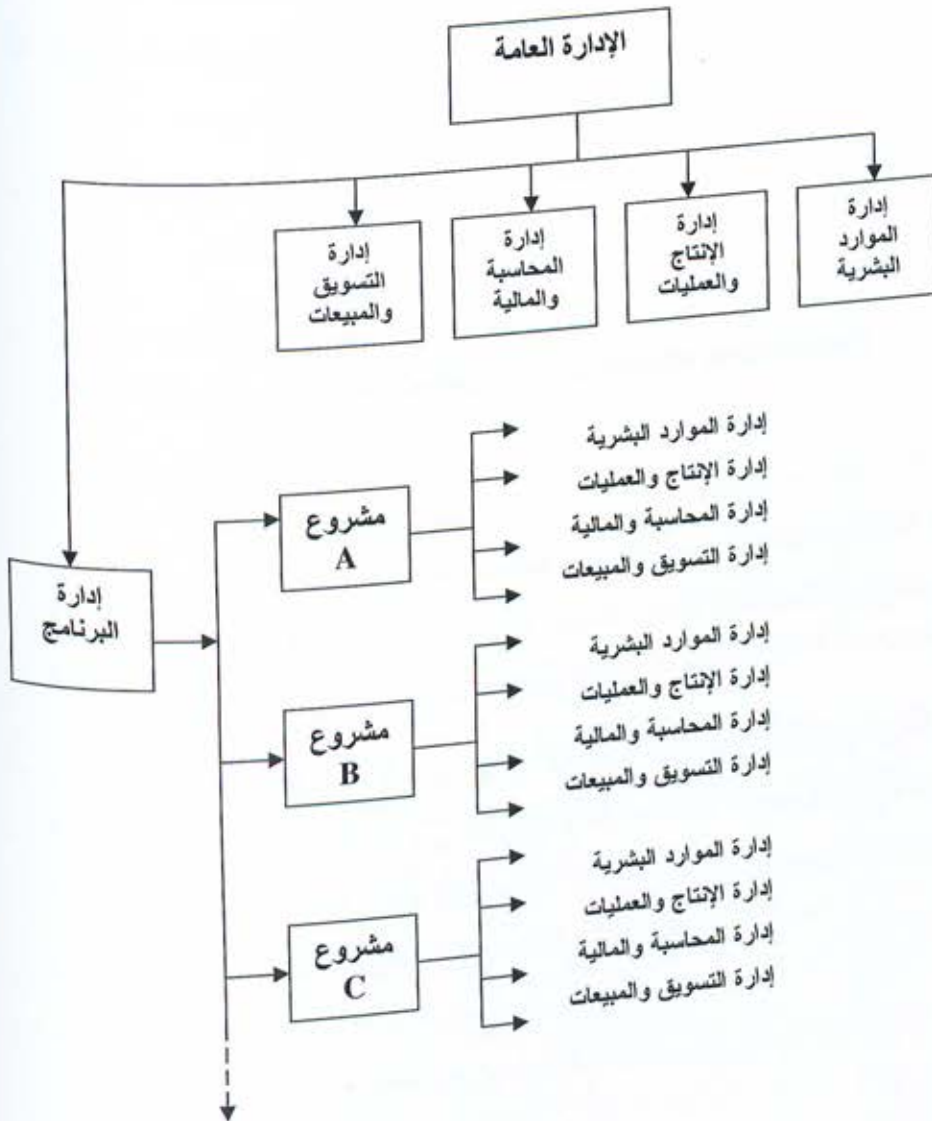 الإدارة العامة
إدارة
الموارد
البشرية
إدارة
الإنتاج
والعمليات
إدارة
المحاسبة
والمالية
إدارة
التسويق
والمبيعات
إدارة
البرنامج
مشروع
A
إدارة الموارد البشرية
إدارة الإنتاج والعمليات
إدارة المحاسبة والمالية
إدارة التسويق والمبيعات
مشروع
B
إدارة الموارد البشرية
إدارة الإنتاج والعمليات
إدارة المحاسبة والمالية
إدارة التسويق والمبيعات
مشروع
C
إدارة الموارد البشرية
إدارة الإنتاج والعمليات
إدارة المحاسبة والمالية
إدارة التسويق والمبيعات